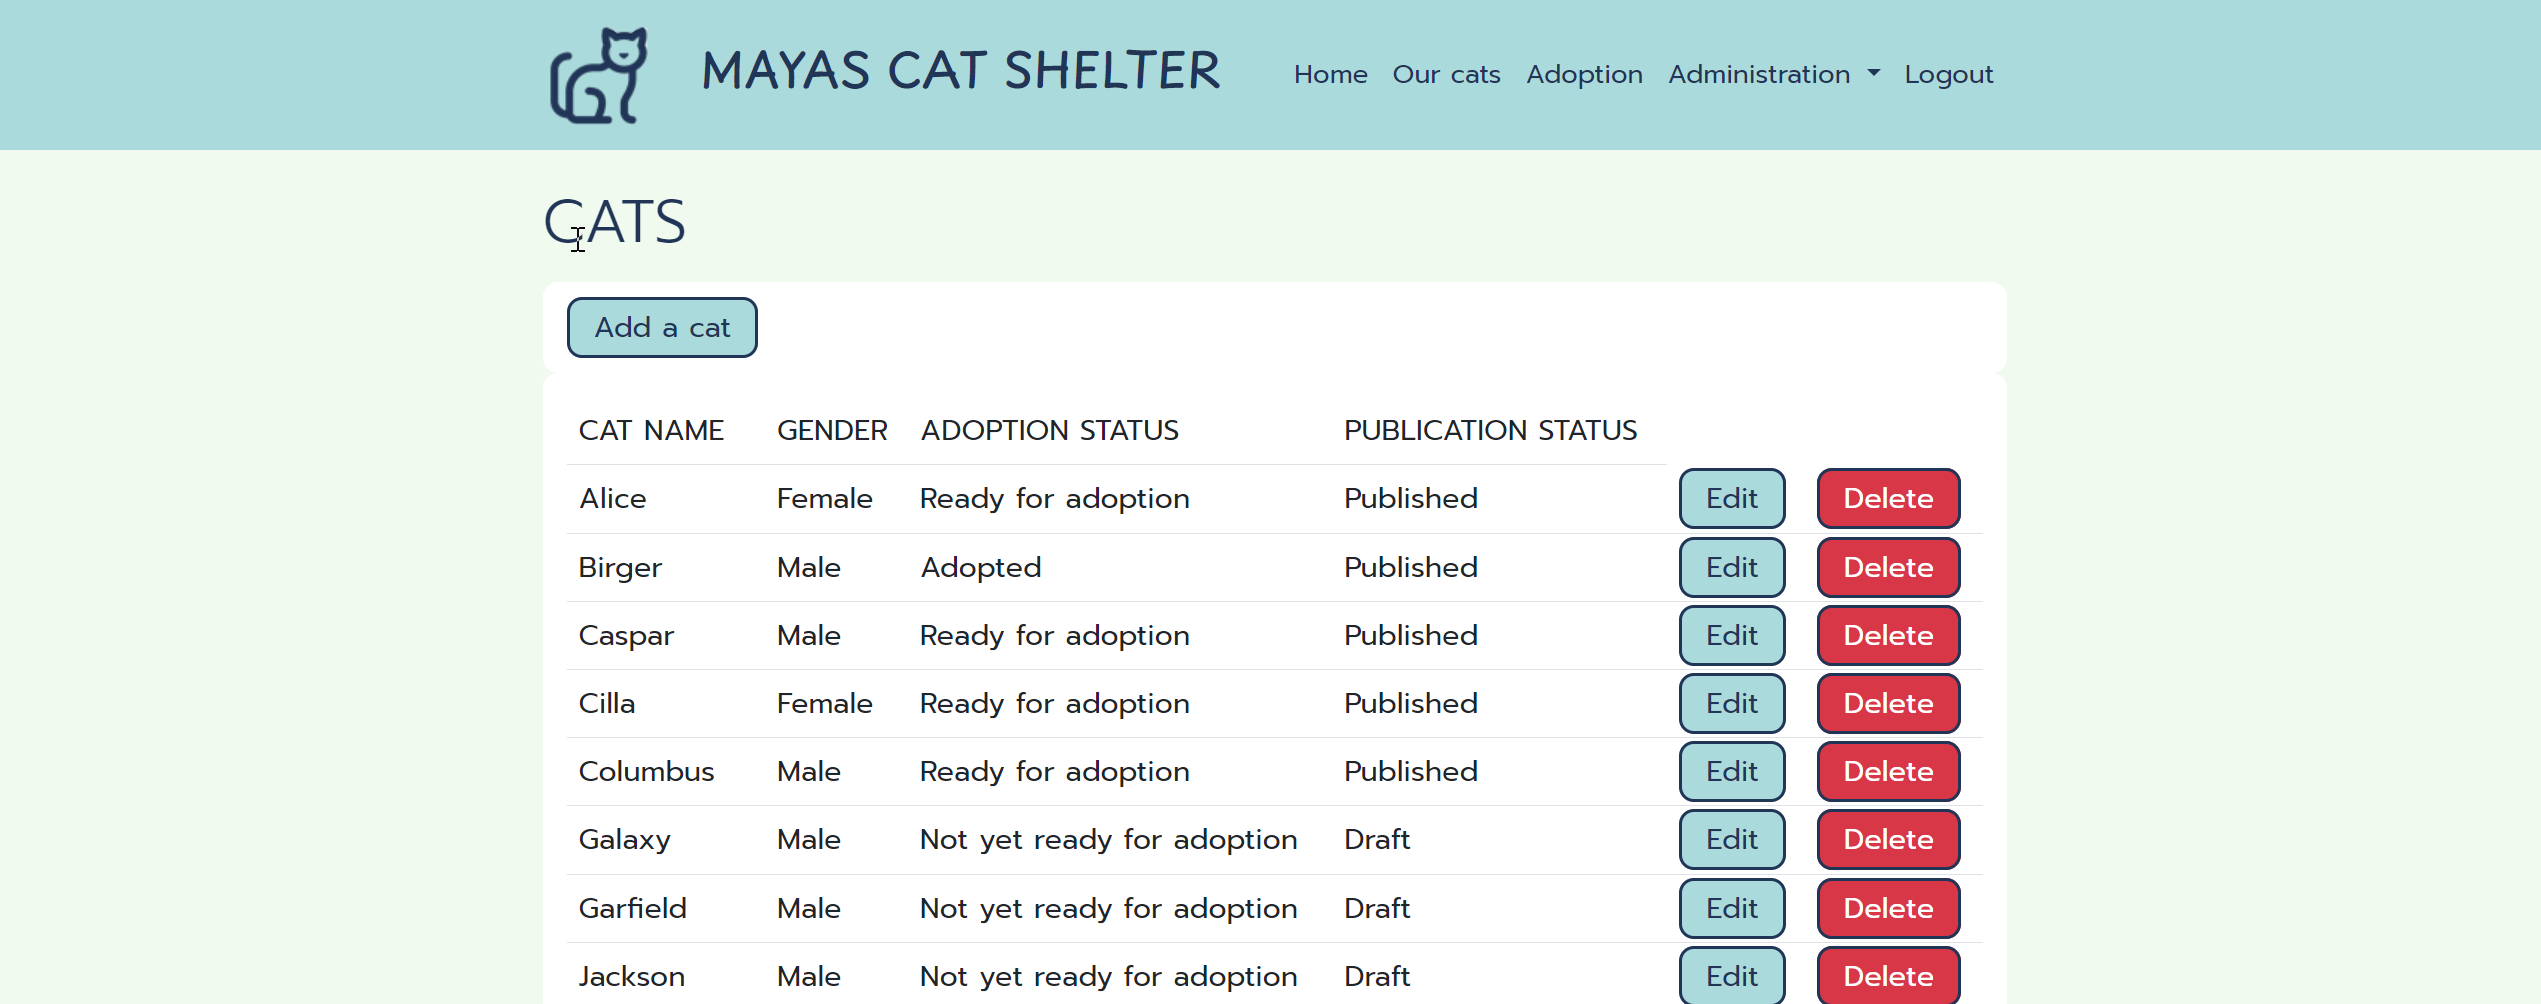 MAYAS CAT SHELTER Home Our cats Adoption Administration Logout
CATS
Add a cat
CAT NAME GENDER ADOPTION STATUS PUBLICATION STATUS
Alice Female Ready for adoption Published Edit Delete
Birger Male Adopted Published Edit Delete
Caspar Male Ready for adoption Published Edit Delete
Cilla Female Ready for adoption Published Edit Delete
Columbus Male Ready for adoption Published Edit Delete
Galaxy Male Not yet ready for adoption Draft Edit Delete
Garfield Male Not yet ready for adoption Draft Edit Delete
Jackson Male Not yet ready for adoption Draft Edit Delete